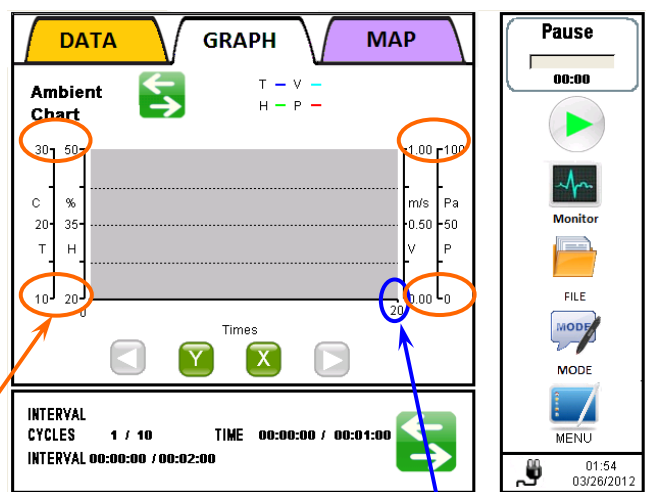 DATA GRAPH MAP
Ambient
Chart
T V
H P
30 50 1.00 100
C % m/s Pa
20 35 0.50 50
T H V P
10 20 0.00 0
0 20
Times
Y X
INTERVAL
CYCLES 1 / 10 TIME 00:00:00 / 00:01:00
INTERVAL 00:00:00 / 00:02:00
Pause
00:00
Monitor
FILE
MODE
MODE
MENU
01:54
03/26/2012